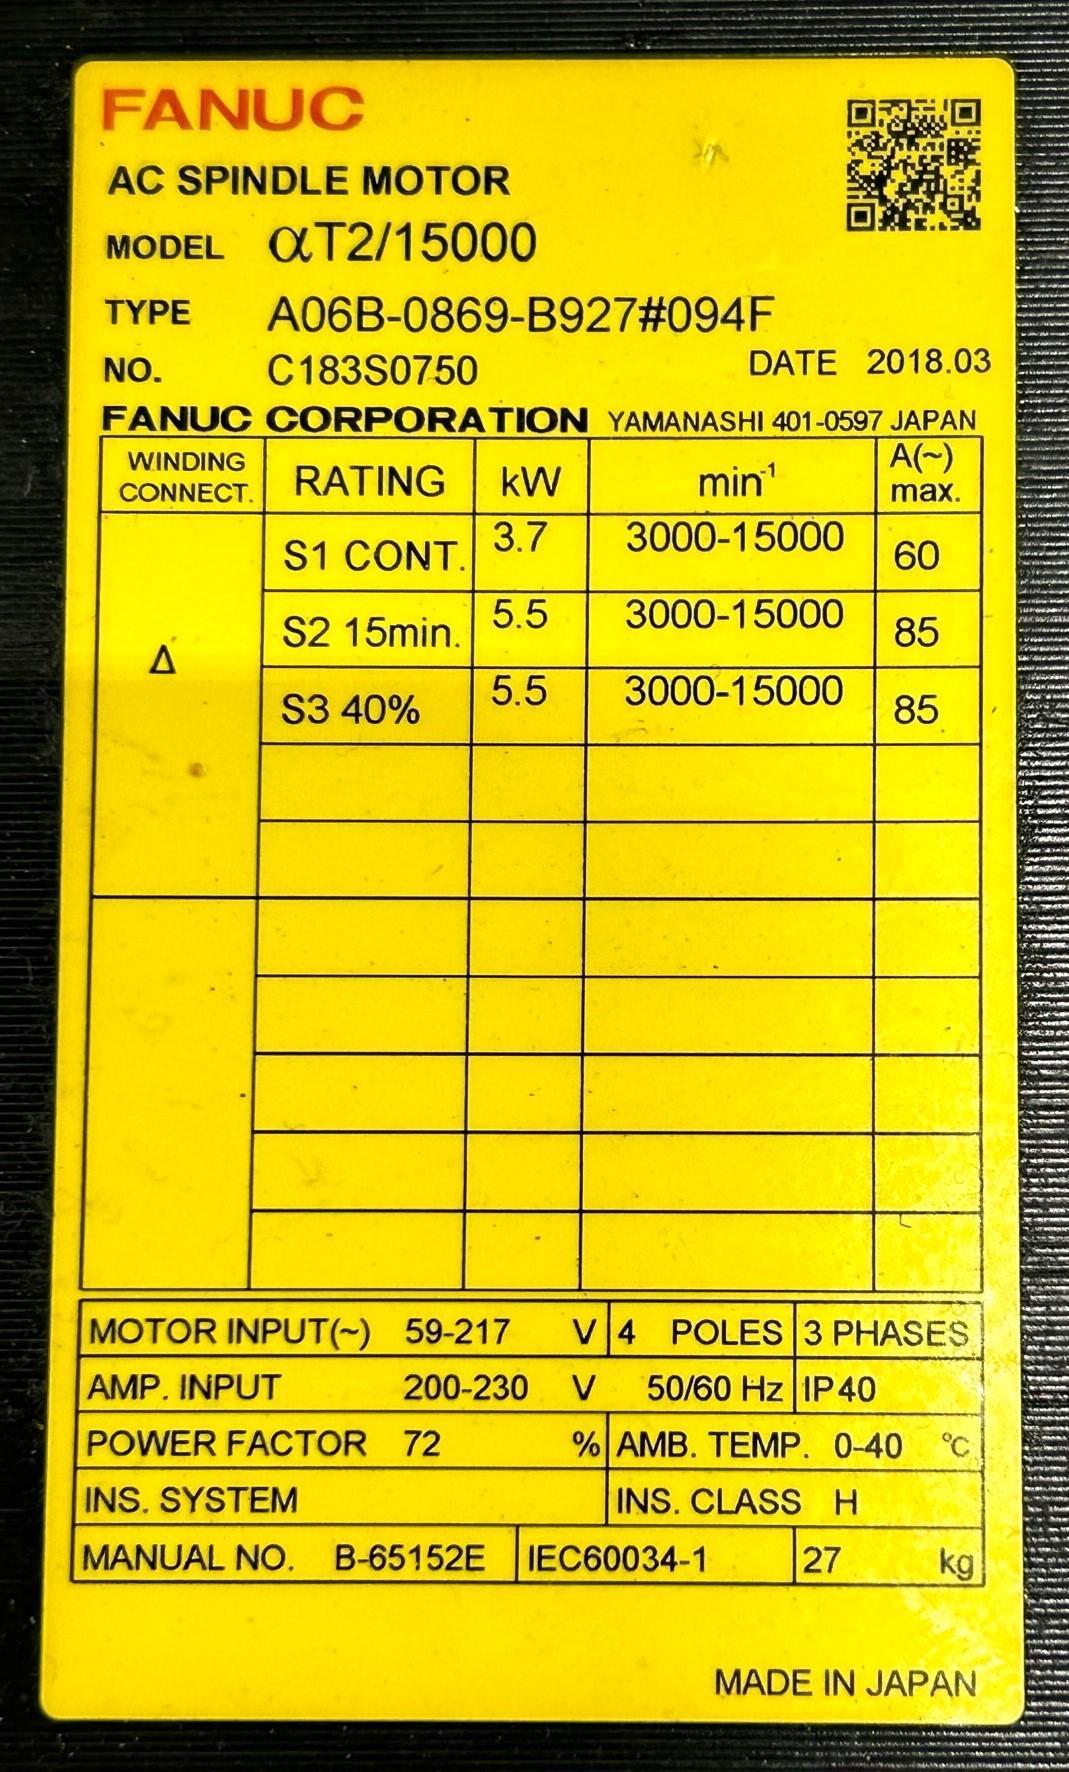 FANUC
AC SPINDLE MOTOR
MODEL αT2/15000
TYPE A06B-0869-B927#094F
NO. C183S0750 DATE 2018.03
FANUC CORPORATION YAMANASHI 401-0597 JAPAN
WINDING CONNECT. RATING kW min⁻¹ A(~) max.
Δ
S1 CONT. 3.7 3000-15000 60
S2 15min. 5.5 3000-15000 85
S3 40% 5.5 3000-15000 85
MOTOR INPUT(~) 59-217 V 4 POLES 3 PHASES
AMP. INPUT 200-230 V 50/60 Hz IP40
POWER FACTOR 72 % AMB. TEMP. 0-40 °C
INS. SYSTEM INS. CLASS H
MANUAL NO. B-65152E IEC60034-1 27 kg
MADE IN JAPAN